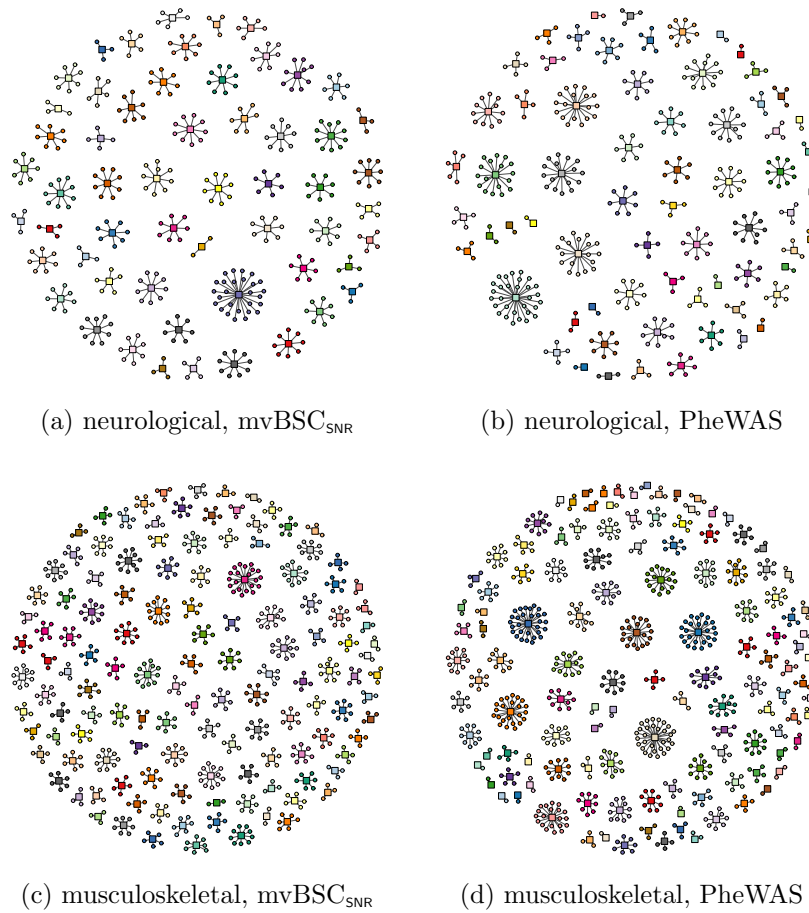 (a) neurological, mvBSC_SNR
(b) neurological, PheWAS
(c) musculoskeletal, mvBSC_SNR
(d) musculoskeletal, PheWAS